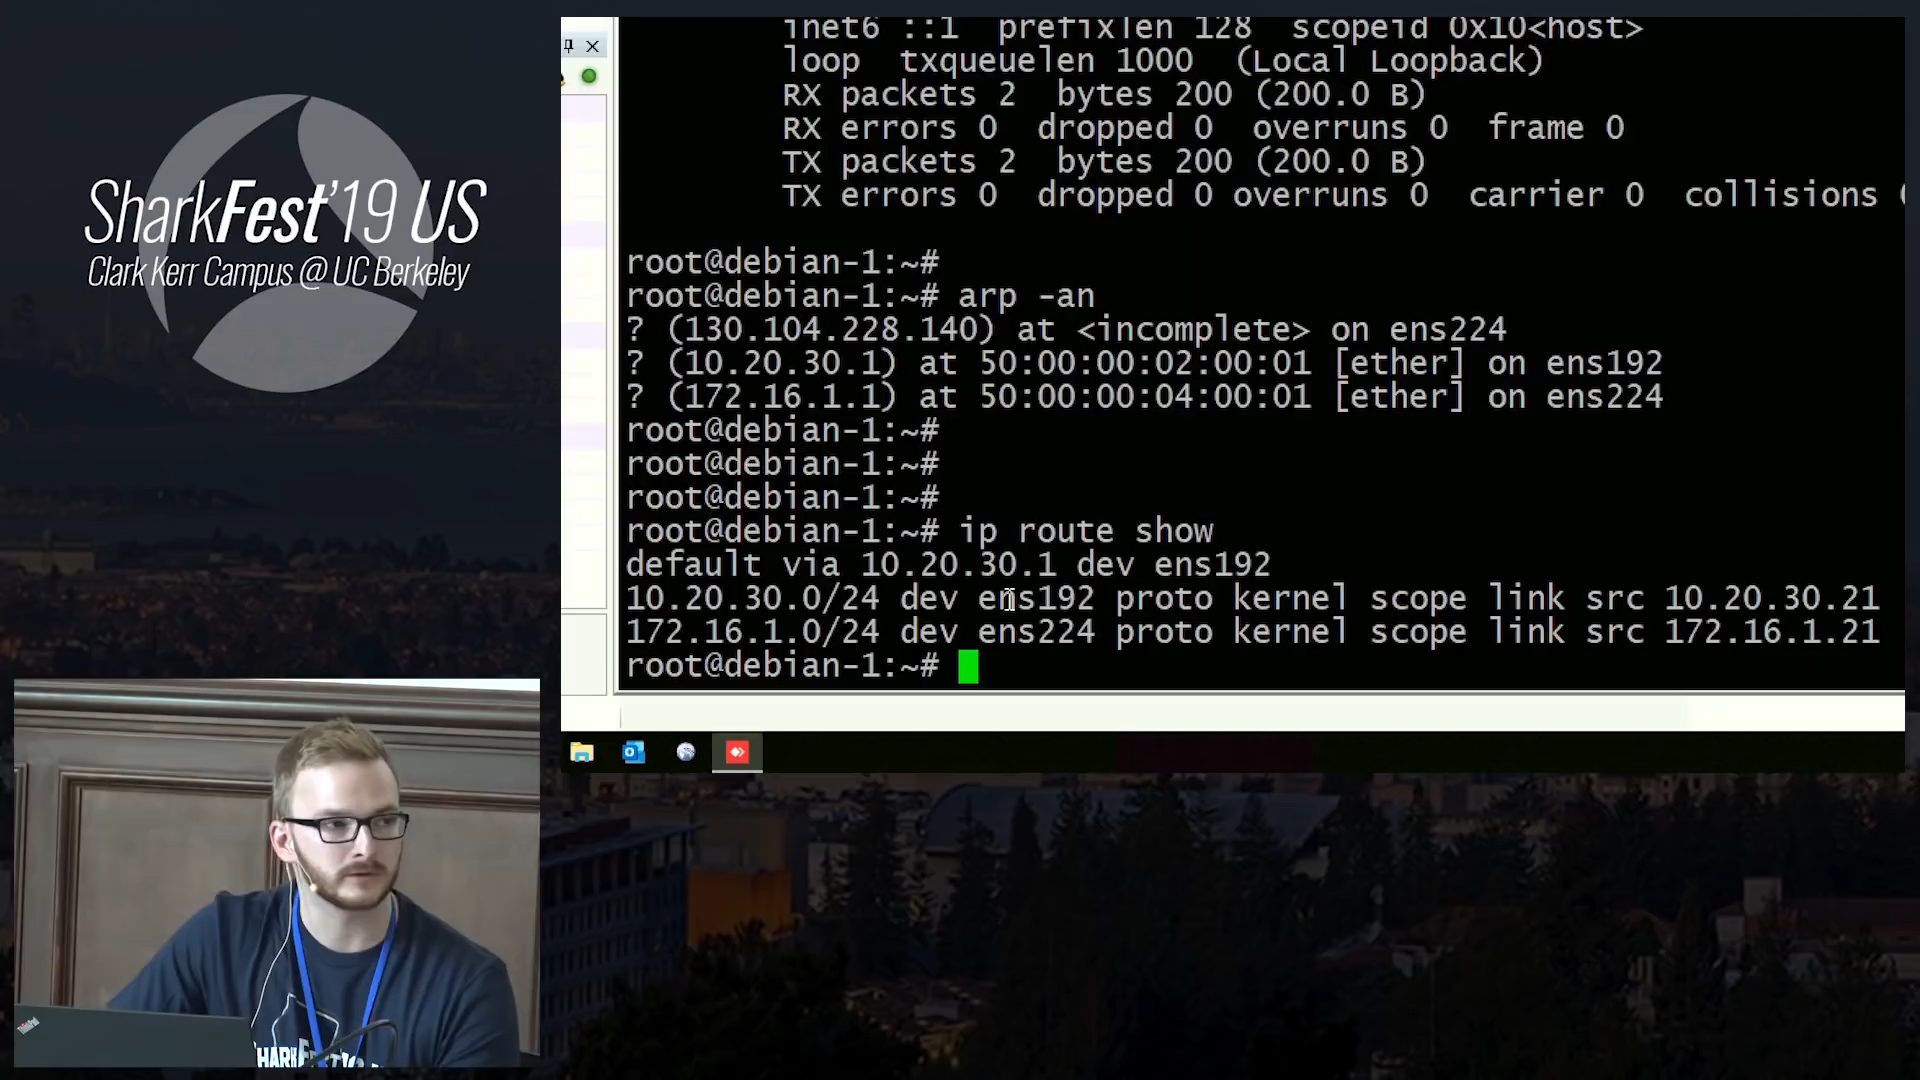 SharkFest'19 US
Clark Kerr Campus @ UC Berkeley
inet6 ::1  prefixlen 128  scopeid 0x10<host>
loop  txqueuelen 1000  (Local Loopback)
RX packets 2  bytes 200 (200.0 B)
RX errors 0  dropped 0  overruns 0  frame 0
TX packets 2  bytes 200 (200.0 B)
TX errors 0  dropped 0 overruns 0  carrier 0  collisions
root@debian-1:~#
root@debian-1:~# arp -an
? (130.104.228.140) at <incomplete> on ens224
? (10.20.30.1) at 50:00:00:02:00:01 [ether] on ens192
? (172.16.1.1) at 50:00:00:04:00:01 [ether] on ens224
root@debian-1:~#
root@debian-1:~#
root@debian-1:~#
root@debian-1:~# ip route show
default via 10.20.30.1 dev ens192
10.20.30.0/24 dev ens192 proto kernel scope link src 10.20.30.21
172.16.1.0/24 dev ens224 proto kernel scope link src 172.16.1.21
root@debian-1:~#